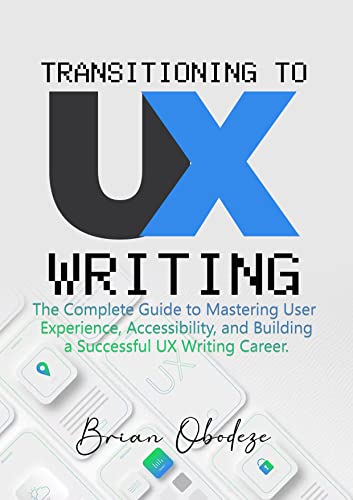 TRANSITIONING TO
UX
WRITING
The Complete Guide to Mastering User
Experience, Accessibility, and Building
a Successful UX Writing Career.
UX
Brian Obodeze